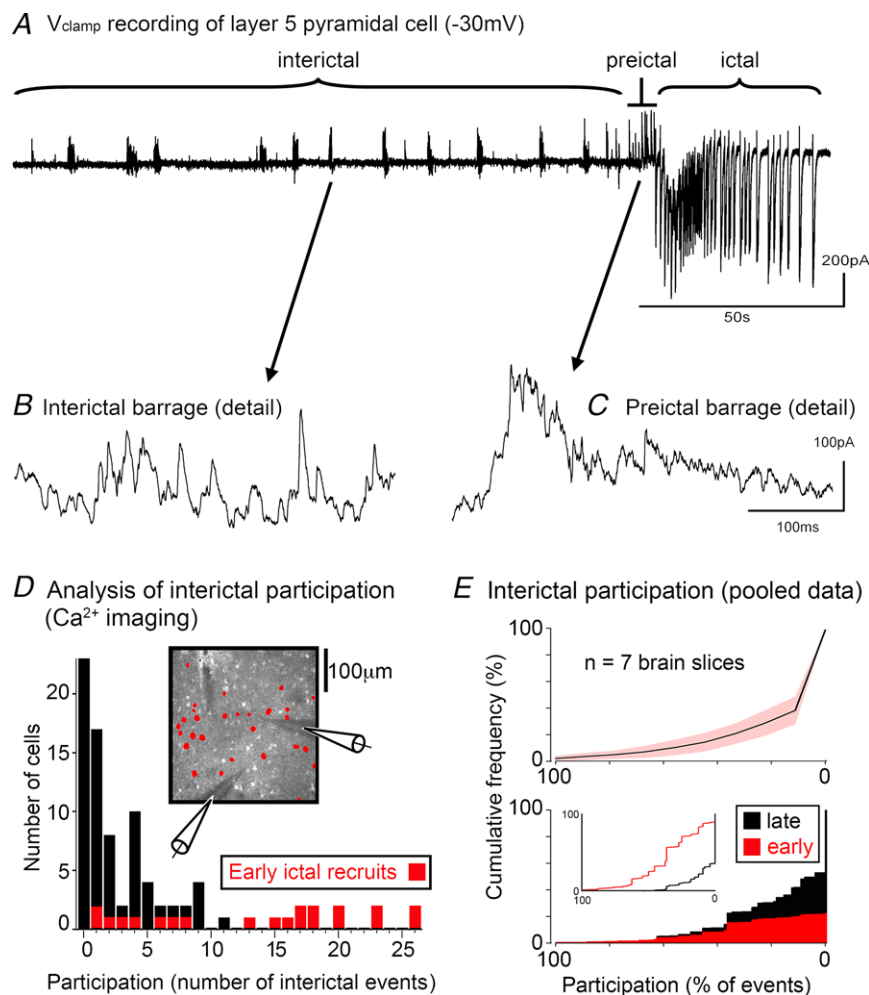 A V clamp recording of layer 5 pyramidal cell (-30mV)
interictal
preictal
ictal
200pA
50s
B Interictal barrage (detail)
C Preictal barrage (detail)
100pA
100ms
D Analysis of interictal participation
(Ca2+ imaging)
20
15
10
5
0
Number of cells
100μm
Early ictal recruits
0 5 10 15 20 25
Participation (number of interictal events)
E Interictal participation (pooled data)
100
0
n = 7 brain slices
100 0
Cumulative frequency (%)
100
0
100
0
100 0
late
early
100 0
Participation (% of events)